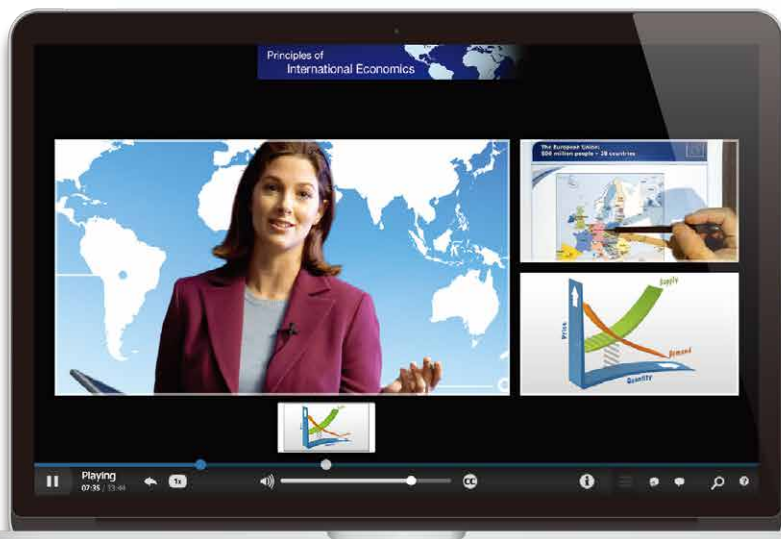 Principles of
International Economics
The European Union:
500 million people – 28 countries
Supply
Price
Demand
Quantity
Playing
07:35 / 13:44
1x
CC